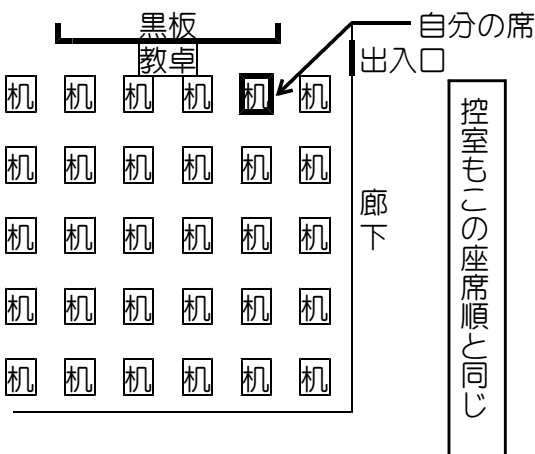 黒板
自分の席
教卓
出入口
机 机 机 机 机 机
机 机 机 机 机 机
机 机 机 机 机 机
机 机 机 机 机 机
机 机 机 机 机 机
廊下
控室もこの座席順と同じ